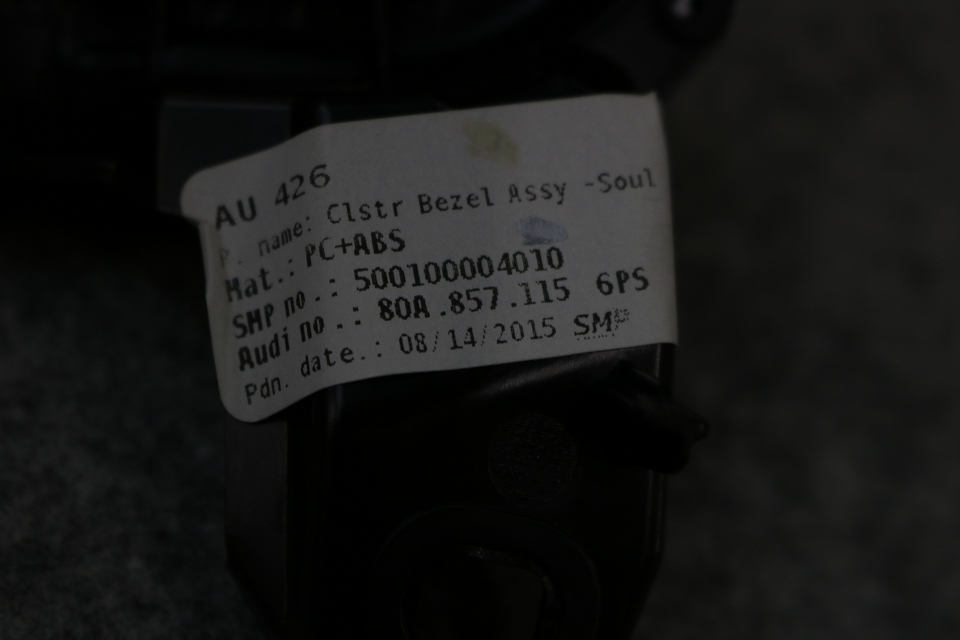 AU 426
P. name: Clstr Bezel Assy -Soul
Mat.: PC+ABS
SMP no.: 500100004010
Audi no.: 80A.857.115 6PS
Pdn. date.: 08/14/2015 SMP